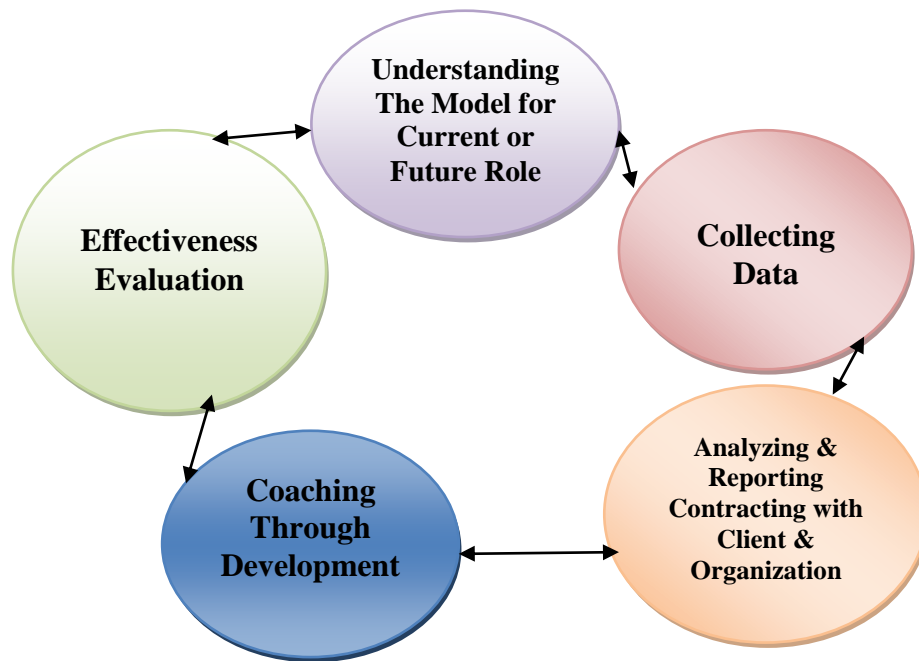 Understanding
The Model for
Current or
Future Role
Collecting
Data
Analyzing &
Reporting
Contracting with
Client &
Organization
Coaching
Through
Development
Effectiveness
Evaluation